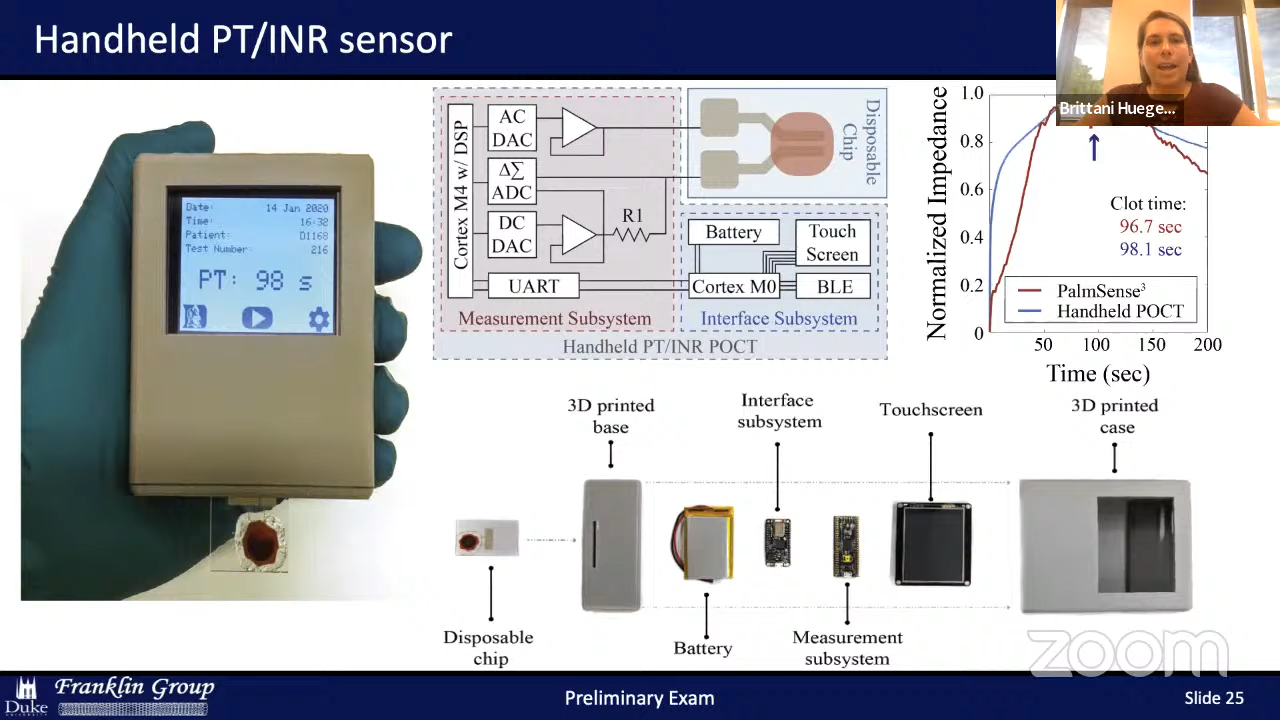 Handheld PT/INR sensor
Brittani Huege...
Date: 14 Jan 2020
Time: 16:32
Patient: D1168
Test Number: 216
PT: 98 s
Cortex M4 w/ DSP
AC
DAC
ΔΣ
ADC
DC
DAC
R1
UART
Measurement Subsystem
Disposable
Chip
Battery
Touch
Screen
Cortex M0
BLE
Interface Subsystem
Handheld PT/INR POCT
Normalized Impedance
1.0
0.8
0.6
0.4
0.2
0
Clot time:
96.7 sec
98.1 sec
PalmSense³
Handheld POCT
50 100 150 200
Time (sec)
3D printed
base
Interface
subsystem
Touchscreen
3D printed
case
Disposable
chip
Battery
Measurement
subsystem
zoom
Duke
Franklin Group
Preliminary Exam
Slide 25